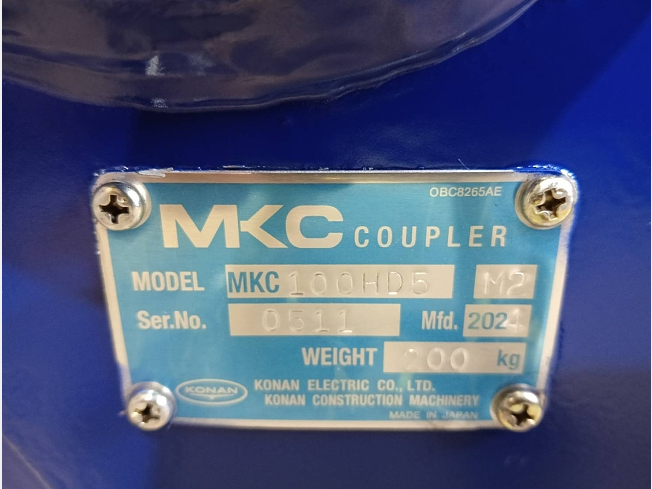 OBC8265AE
MKC COUPLER
MODEL MKC 100HD5 M2
Ser.No. 0511 Mfd. 2024
WEIGHT 200 kg
KONAN KONAN ELECTRIC CO., LTD.
KONAN CONSTRUCTION MACHINERY
MADE IN JAPAN